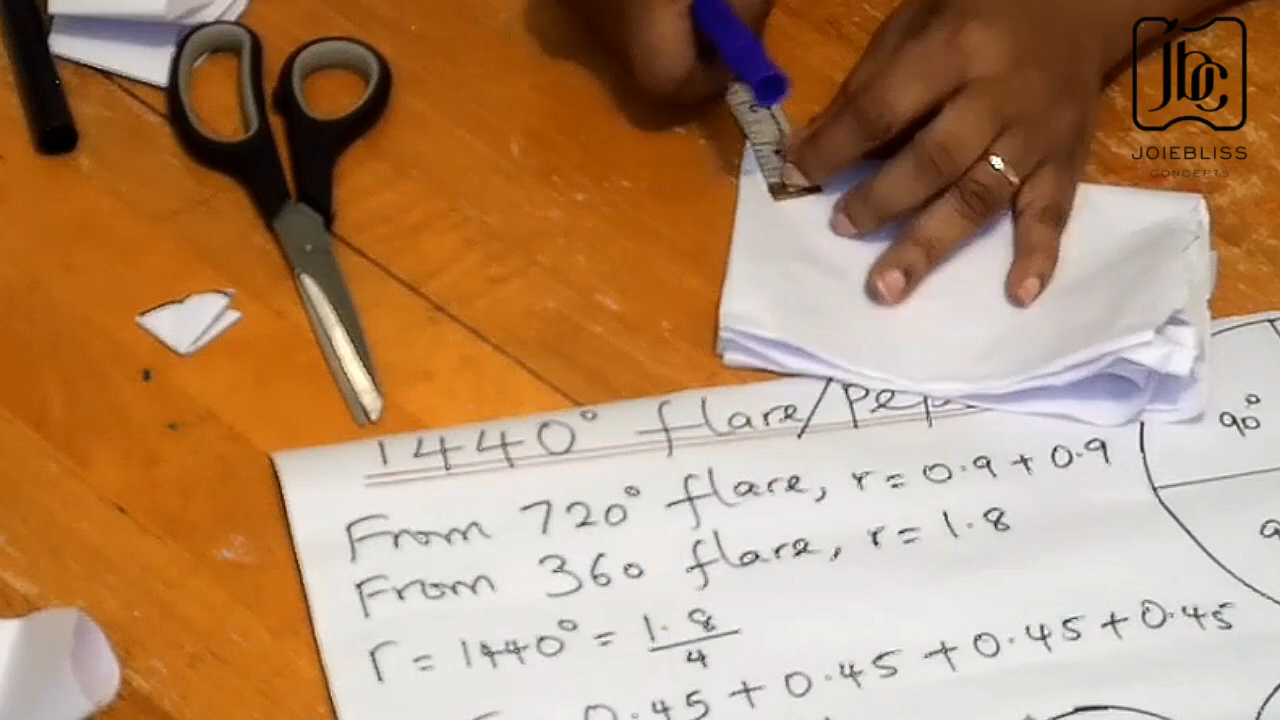 Jbc
JOIEBLISS
CONCEPTS
1440° flare/
From 720° flare, r = 0.9 + 0.9
From 360 flare, r = 1.8
r = 1440° = 1.8/4
0.45 + 0.45 + 0.45 + 0.45
90°